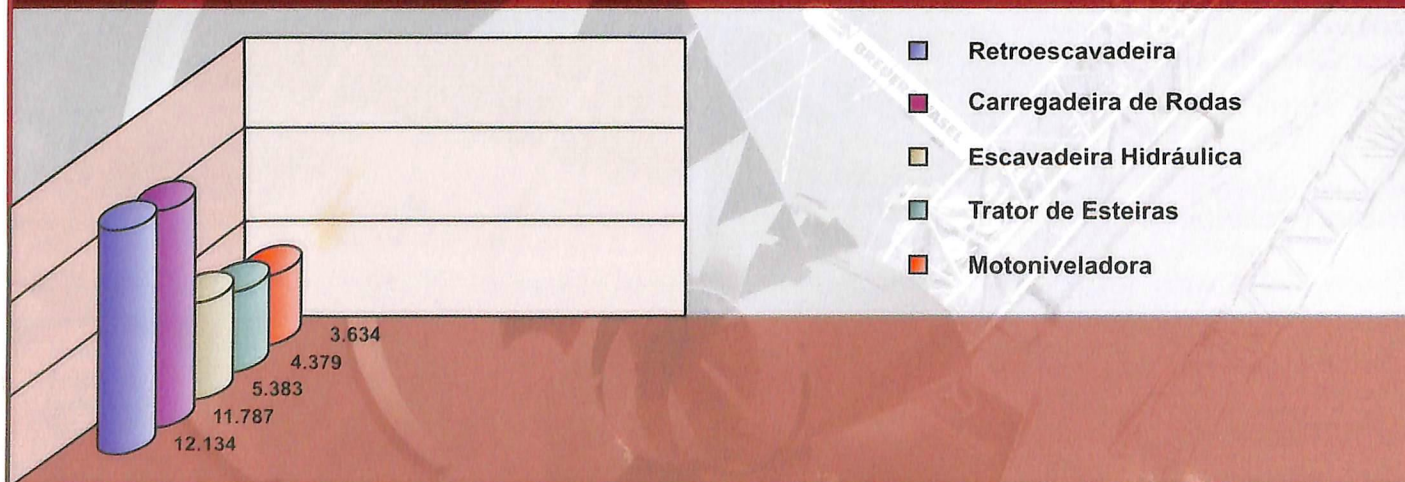 Retroescavadeira
Carregadeira de Rodas
Escavadeira Hidráulica
Trator de Esteiras
Motoniveladora
3.634
4.379
5.383
11.787
12.134